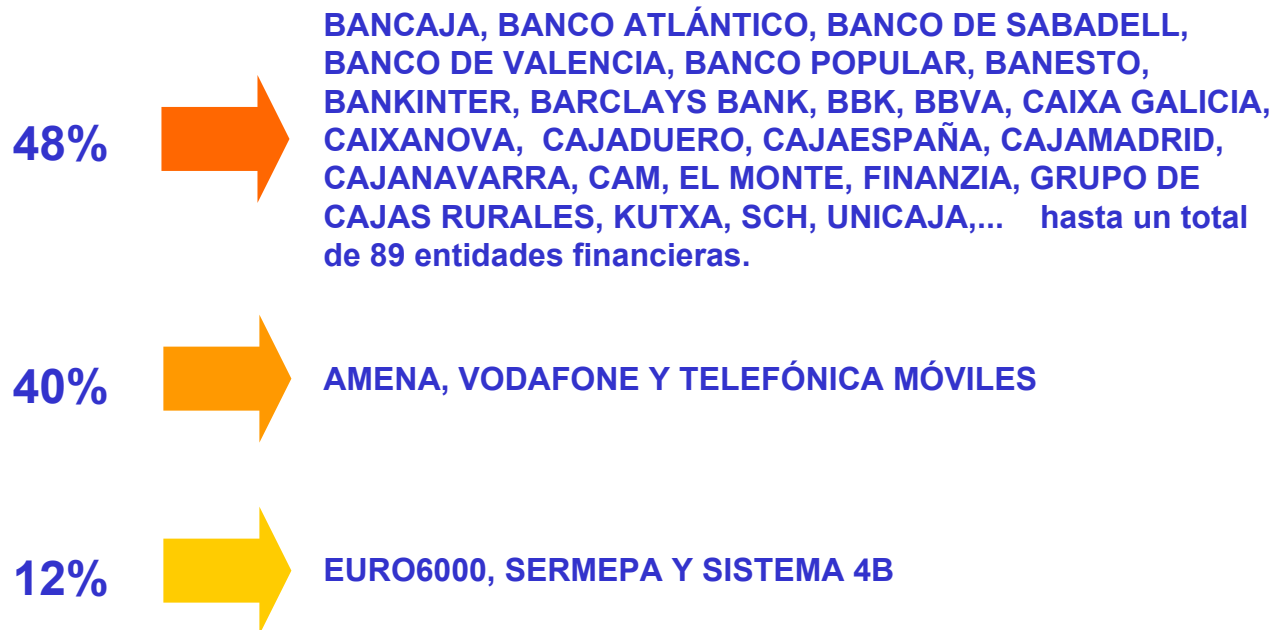 48%
BANCAJA, BANCO ATLÁNTICO, BANCO DE SABADELL,
BANCO DE VALENCIA, BANCO POPULAR, BANESTO,
BANKINTER, BARCLAYS BANK, BBK, BBVA, CAIXA GALICIA,
CAIXANOVA, CAJADUERO, CAJAESPAÑA, CAJAMADRID,
CAJANAVARRA, CAM, EL MONTE, FINANZIA, GRUPO DE
CAJAS RURALES, KUTXA, SCH, UNICAJA,... hasta un total
de 89 entidades financieras.
40%
AMENA, VODAFONE Y TELEFÓNICA MÓVILES
12%
EURO6000, SERMEPA Y SISTEMA 4B